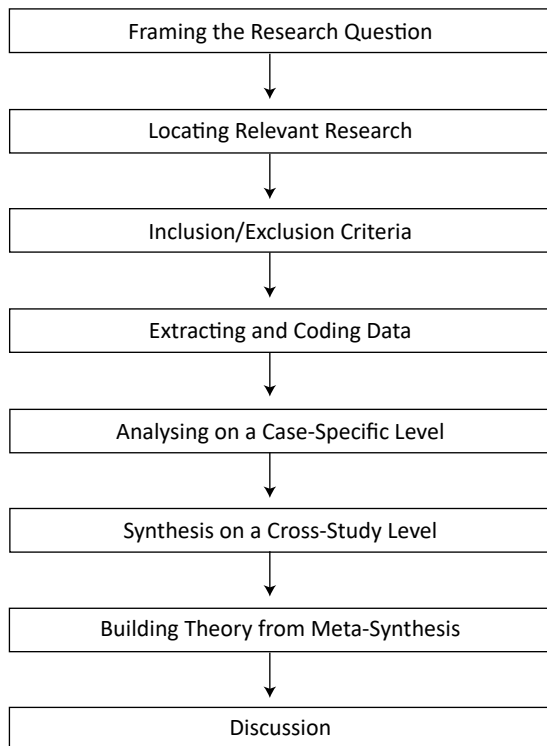 Framing the Research Question
Locating Relevant Research
Inclusion/Exclusion Criteria
Extracting and Coding Data
Analysing on a Case-Specific Level
Synthesis on a Cross-Study Level
Building Theory from Meta-Synthesis
Discussion